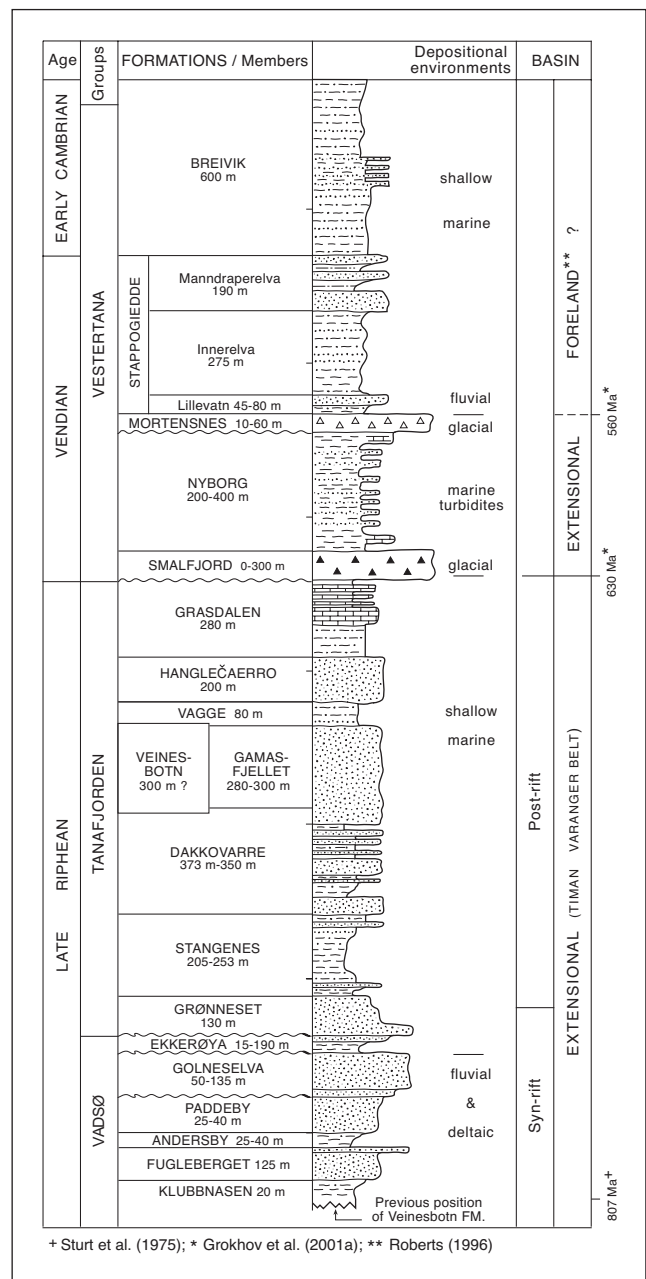 Age
Groups
FORMATIONS / Members
Depositional
environments
BASIN
EARLY CAMBRIAN
VENDIAN
LATE RIPHEAN
VESTERTANA
TANAFJORDEN
VADSØ
STAPPOGIEDDE
BREIVIK
600 m
Manndraperelva
190 m
Innerelva
275 m
Lillevatn 45-80 m
MORTENSNES 10-60 m
NYBORG
200-400 m
SMALFJORD 0-300 m
GRASDALEN
280 m
HANGLEČAERRO
200 m
VAGGE 80 m
VEINES-
BOTN
300 m ?
GAMAS-
FJELLET
280-300 m
DAKKOVARRE
373 m-350 m
STANGENES
205-253 m
GRØNNESET
130 m
EKKERØYA 15-190 m
GOLNESELVA
50-135 m
PADDEBY
25-40 m
ANDERSBY 25-40 m
FUGLEBERGET 125 m
KLUBBNASEN 20 m
shallow
marine
fluvial
glacial
marine
turbidites
glacial
shallow
marine
fluvial
&
deltaic
Previous position
of Veinesbotn FM.
FORELAND** ?
EXTENSIONAL
Post-rift
Syn-rift
EXTENSIONAL (TIMAN VARANGER BELT)
560 Ma*
630 Ma*
807 Ma+
+ Sturt et al. (1975); * Grokhov et al. (2001a); ** Roberts (1996)